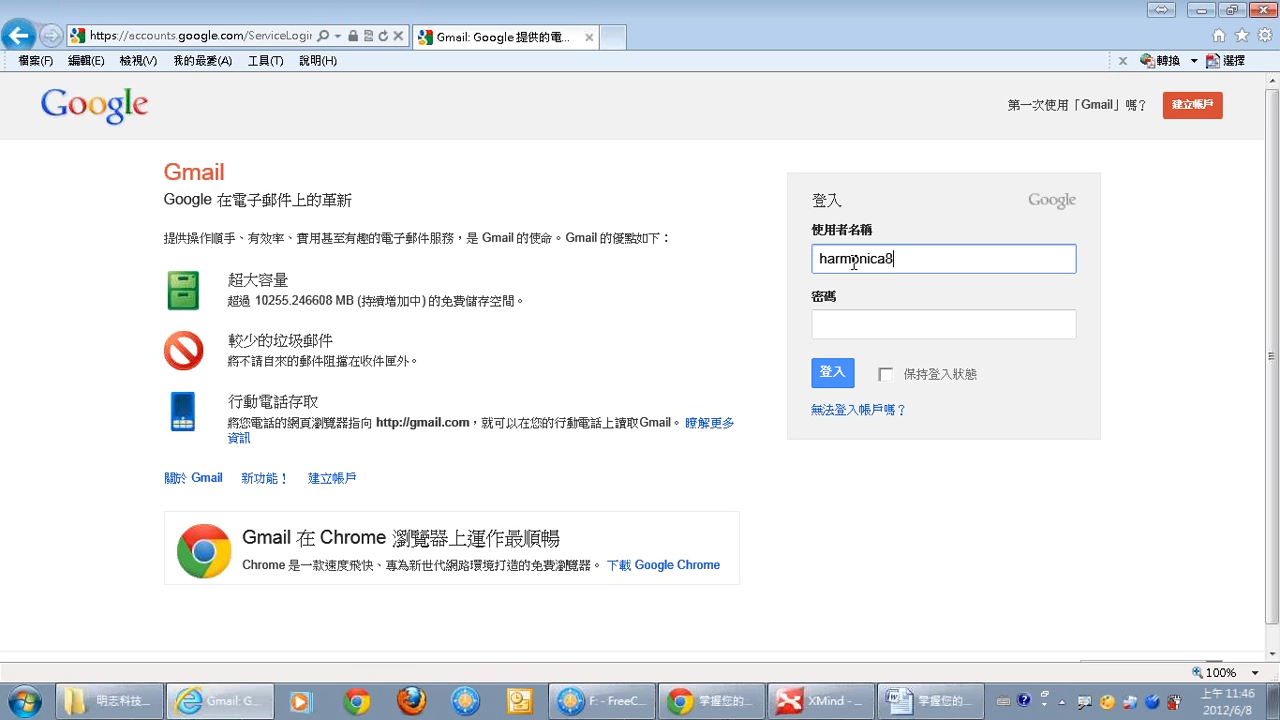 https://accounts.google.com/ServiceLogin
Gmail: Google 提供的電...
檔案(F) 編輯(E) 檢視(V) 我的最愛(A) 工具(T) 說明(H)
轉換 選擇
Google
第一次使用「Gmail」嗎？ 建立帳戶
Gmail
Google 在電子郵件上的革新
提供操作順手、有效率、實用甚至有趣的電子郵件服務，是 Gmail 的使命。Gmail 的優點如下：
超大容量
超過 10255.246608 MB (持續增加中) 的免費儲存空間。
較少的垃圾郵件
將不請自來的郵件阻擋在收件匣外。
行動電話存取
將您電話的網頁瀏覽器指向 http://gmail.com，就可以在您的行動電話上讀取Gmail。 瞭解更多
資訊
關於 Gmail 新功能！ 建立帳戶
Gmail 在 Chrome 瀏覽器上運作最順暢
Chrome 是一款速度飛快、專為新世代網路環境打造的免費瀏覽器。 下載 Google Chrome
登入 Google
使用者名稱
harmonica8
密碼
登入 保持登入狀態
無法登入帳戶嗎？
100%
明志科技... Gmail: G... F: - FreeC... 掌握您的... XMind - ... 掌握您的...
上午 11:46
2012/6/8